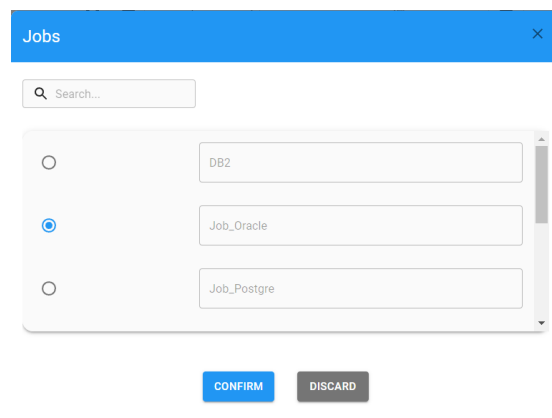 Jobs
Search...
DB2
Job_Oracle
Job_Postgre
CONFIRM
DISCARD